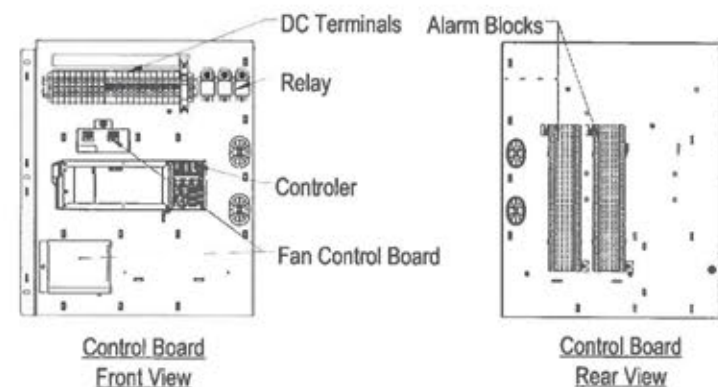 DC Terminals
Alarm Blocks
Relay
Controler
Fan Control Board
Control Board
Front View
Control Board
Rear View